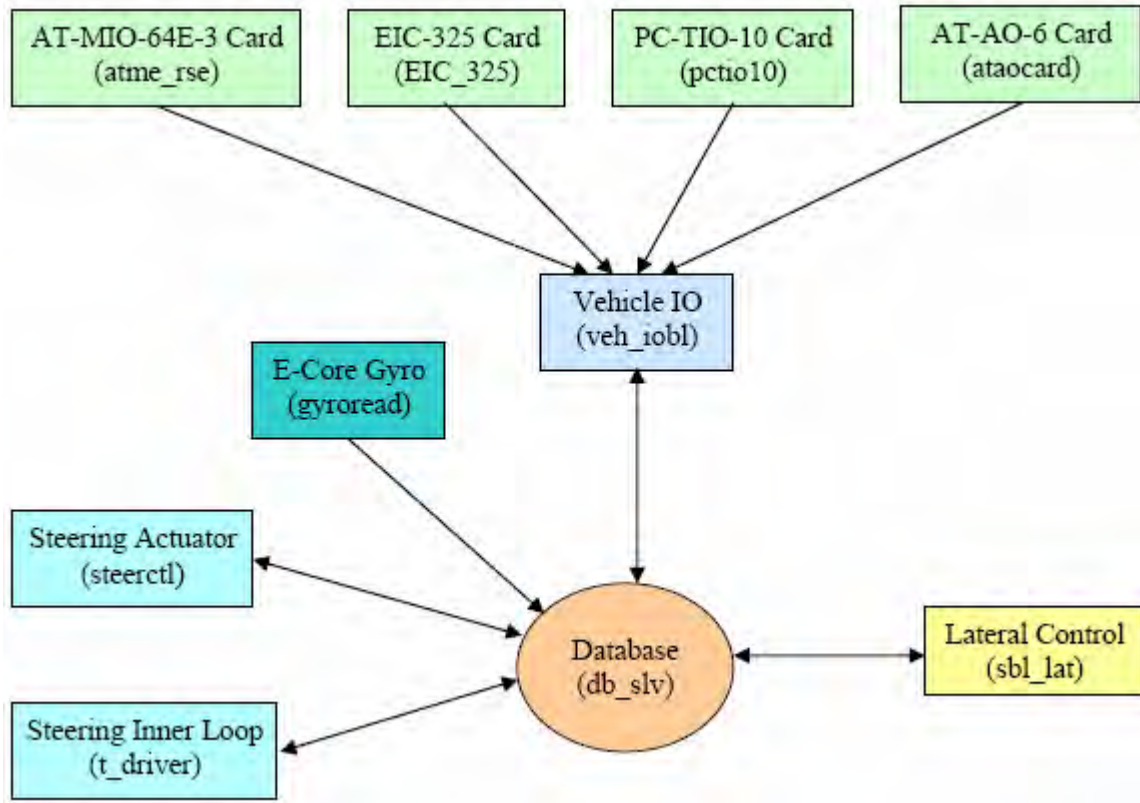 AT-MIO-64E-3 Card
(atme_rse)
EIC-325 Card
(EIC_325)
PC-TIO-10 Card
(pctio10)
AT-AO-6 Card
(ataocard)
Vehicle IO
(veh_iobl)
E-Core Gyro
(gyroread)
Steering Actuator
(steerctl)
Database
(db_slv)
Lateral Control
(sbl_lat)
Steering Inner Loop
(t_driver)